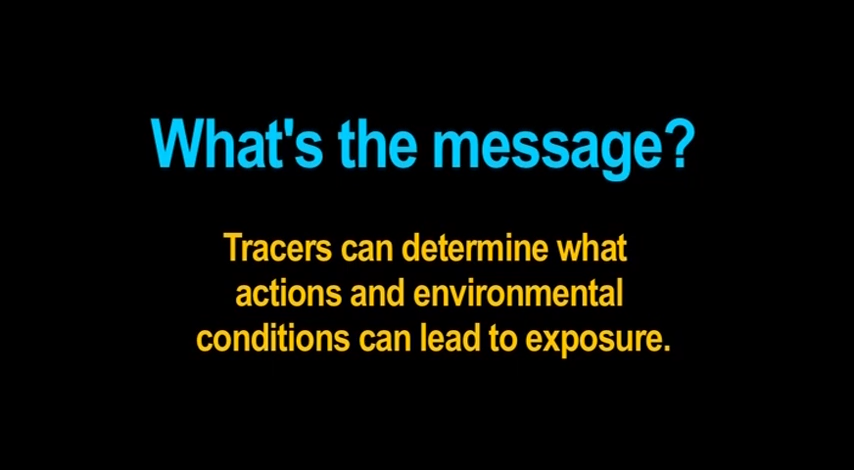 What's the message?
Tracers can determine what
actions and environmental
conditions can lead to exposure.